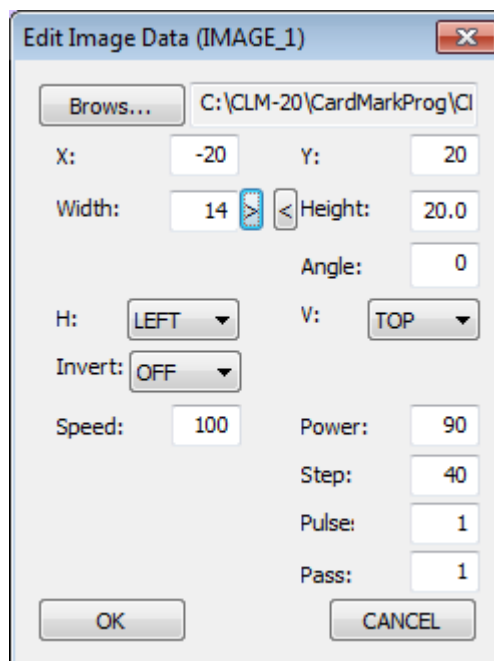 Edit Image Data (IMAGE_1)
Brows... C:\CLM-20\CardMarkProg\Cl
X: -20 Y: 20
Width: 14 > < Height: 20.0
Angle: 0
H: LEFT V: TOP
Invert: OFF
Speed: 100 Power: 90
Step: 40
Pulse: 1
Pass: 1
OK CANCEL